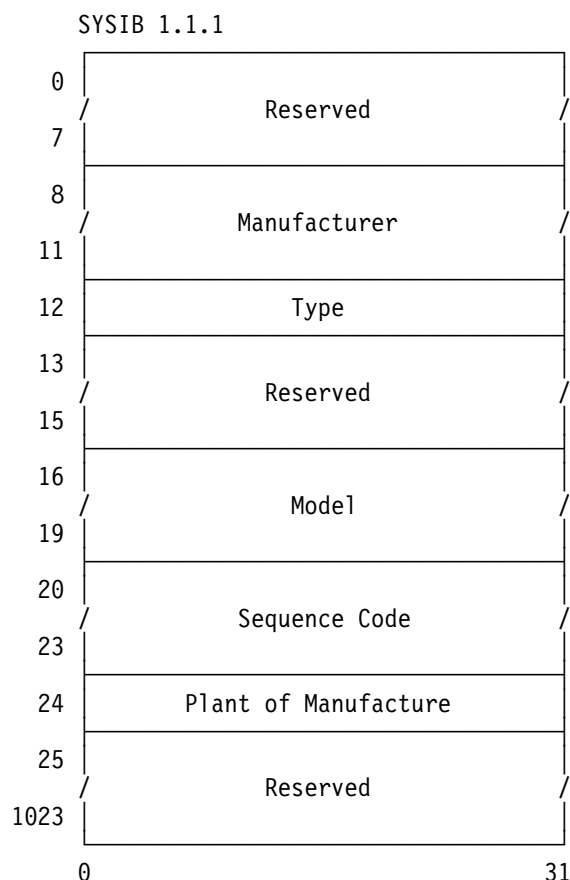 SYSIB 1.1.1
0
Reserved
7
8
Manufacturer
11
12 Type
13
Reserved
15
16
Model
19
20
Sequence Code
23
24 Plant of Manufacture
25
Reserved
1023
0 31